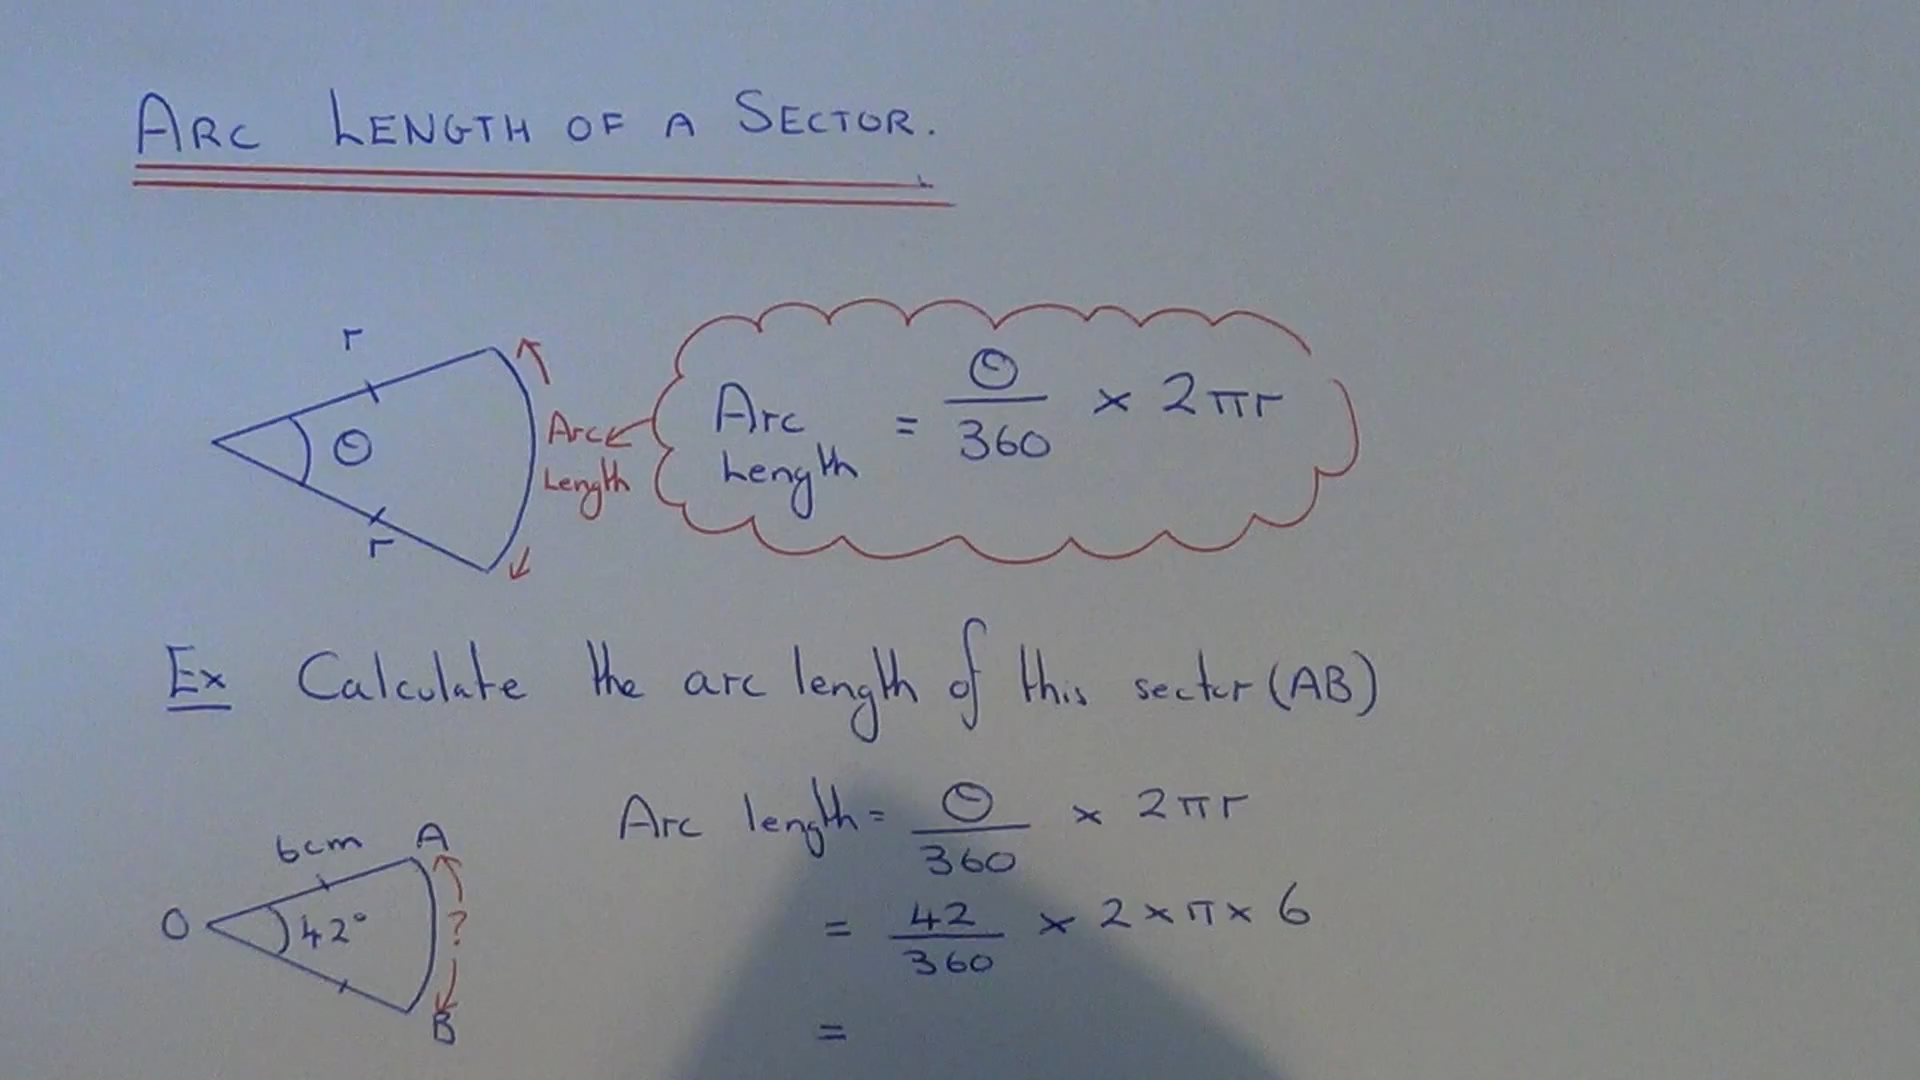 ARC LENGTH OF A SECTOR.
r
θ
r
Arc
Length
Arc Length = θ/360 × 2πr
Ex Calculate the arc length of this sector (AB)
6cm A
O 42° ?
B
Arc length = θ/360 × 2πr
= 42/360 × 2 × π × 6
=